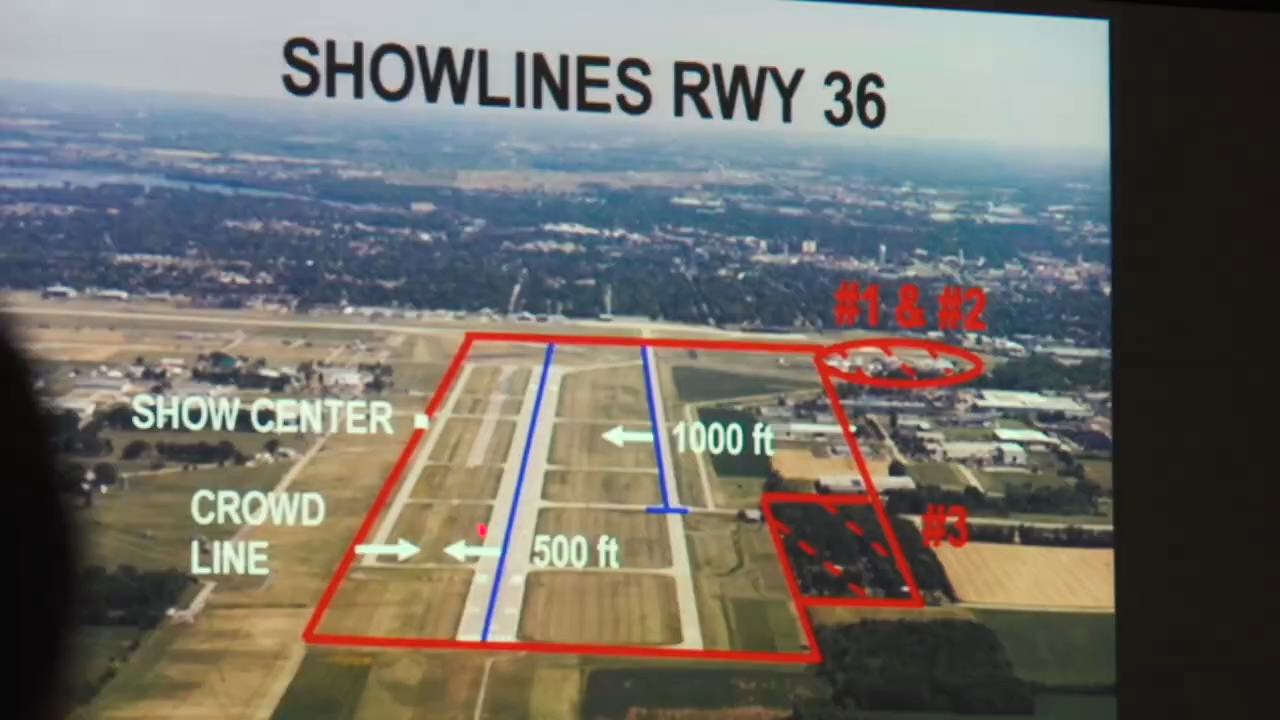 SHOWLINES RWY 36
#1 & #2
SHOW CENTER
1000 ft
CROWD
LINE
500 ft
#3